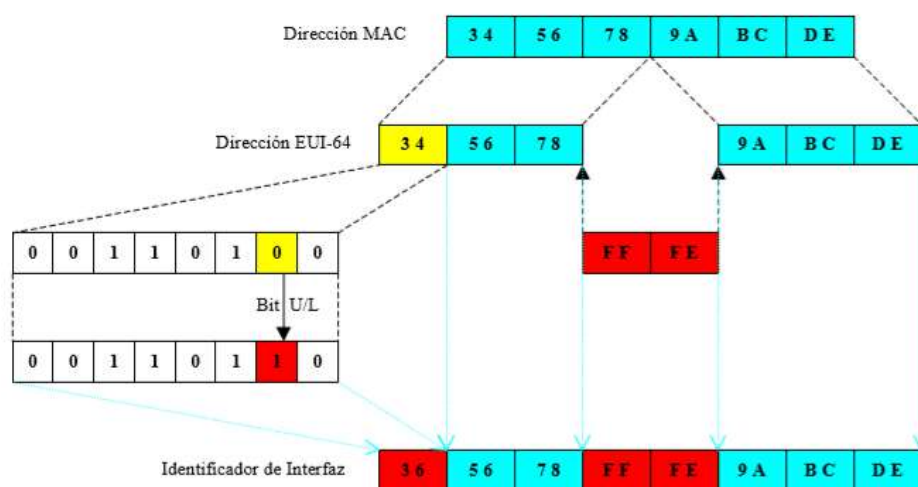 Dirección MAC 3 4 5 6 7 8 9 A B C D E
Dirección EUI-64 3 4 5 6 7 8 9 A B C D E
0 0 1 1 0 1 0 0 F F F E
Bit U/L
0 0 1 1 0 1 1 0
Identificador de Interfaz 3 6 5 6 7 8 F F F E 9 A B C D E